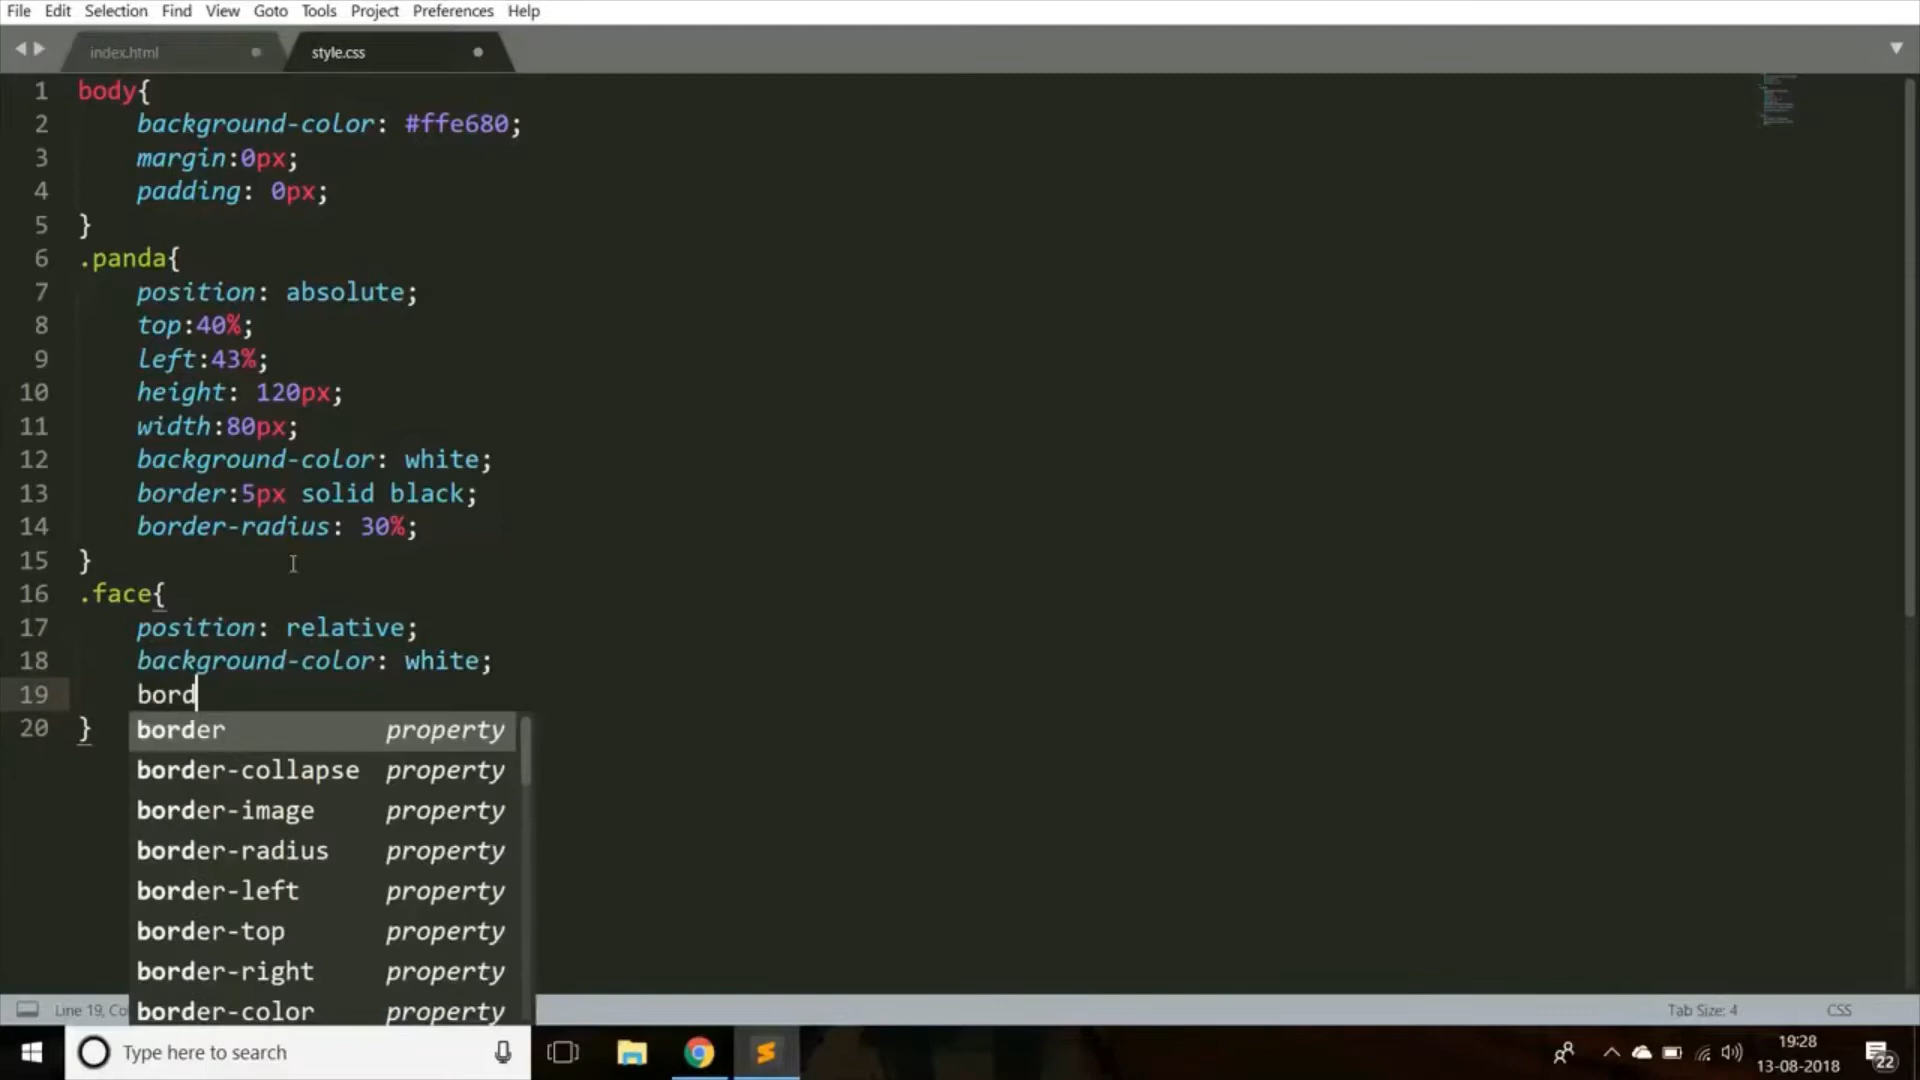 File Edit Selection Find View Goto Tools Project Preferences Help
index.html style.css
1 body{
2 background-color: #ffe680;
3 margin:0px;
4 padding: 0px;
5 }
6 .panda{
7 position: absolute;
8 top:40%;
9 left:43%;
10 height: 120px;
11 width:80px;
12 background-color: white;
13 border:5px solid black;
14 border-radius: 30%;
15 }
16 .face{
17 position: relative;
18 background-color: white;
19 bord
20 }
border property
border-collapse property
border-image property
border-radius property
border-left property
border-top property
border-right property
border-color property
Line 19, Co
Tab Size: 4 CSS
Type here to search
19:28
13-08-2018
22